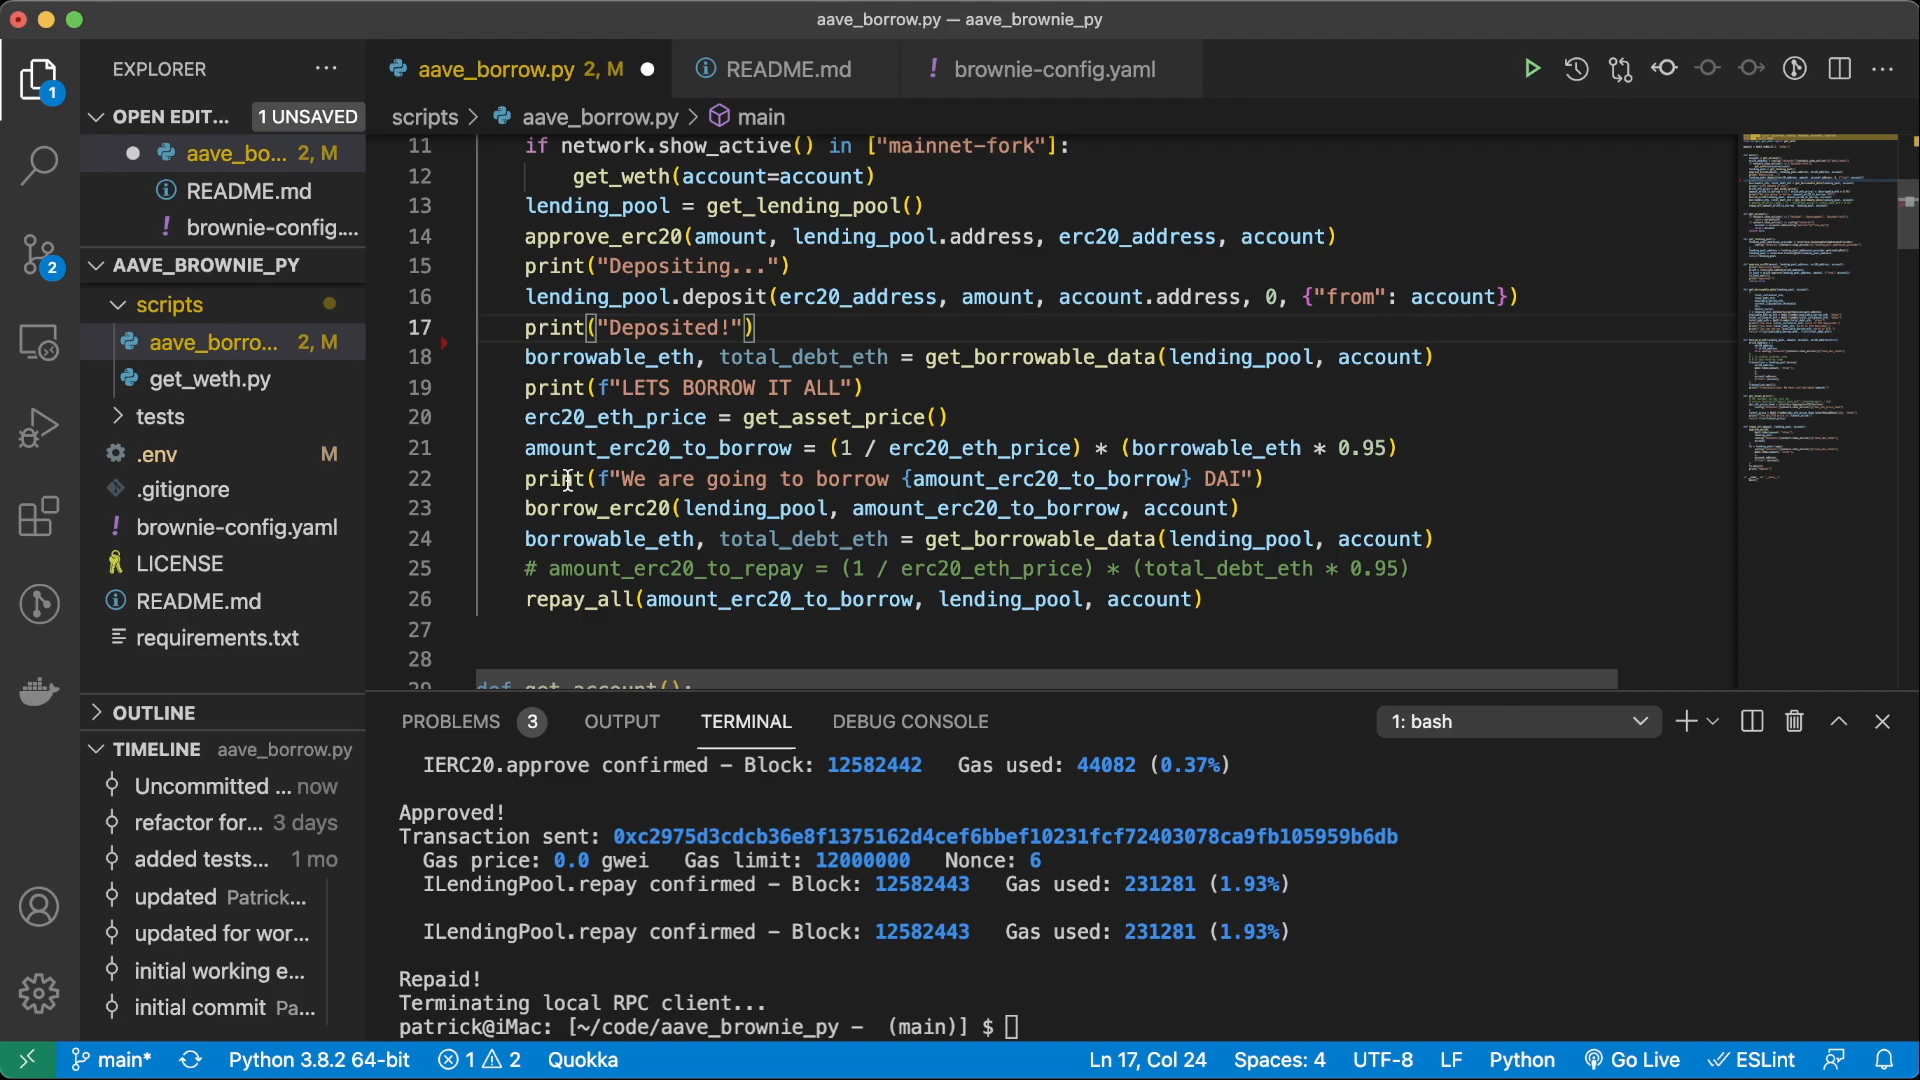 aave_borrow.py — aave_brownie_py
EXPLORER
aave_borrow.py 2, M
README.md
! brownie-config.yaml
OPEN EDIT... 1 UNSAVED
scripts > aave_borrow.py > main
aave_bo... 2, M
README.md
! brownie-config....
AAVE_BROWNIE_PY
scripts
aave_borro... 2, M
get_weth.py
tests
.env M
.gitignore
! brownie-config.yaml
LICENSE
README.md
requirements.txt
OUTLINE
TIMELINE aave_borrow.py
Uncommitted ... now
refactor for... 3 days
added tests... 1 mo
updated Patrick...
updated for wor...
initial working e...
initial commit Pa...
1
2
11 if network.show_active() in ["mainnet-fork"]:
12 get_weth(account=account)
13 lending_pool = get_lending_pool()
14 approve_erc20(amount, lending_pool.address, erc20_address, account)
15 print("Depositing...")
16 lending_pool.deposit(erc20_address, amount, account.address, 0, {"from": account})
17 print("Deposited!")
18 borrowable_eth, total_debt_eth = get_borrowable_data(lending_pool, account)
19 print(f"LETS BORROW IT ALL")
20 erc20_eth_price = get_asset_price()
21 amount_erc20_to_borrow = (1 / erc20_eth_price) * (borrowable_eth * 0.95)
22 print(f"We are going to borrow {amount_erc20_to_borrow} DAI")
23 borrow_erc20(lending_pool, amount_erc20_to_borrow, account)
24 borrowable_eth, total_debt_eth = get_borrowable_data(lending_pool, account)
25 # amount_erc20_to_repay = (1 / erc20_eth_price) * (total_debt_eth * 0.95)
26 repay_all(amount_erc20_to_borrow, lending_pool, account)
27
28
29 def get_account():
PROBLEMS 3 OUTPUT TERMINAL DEBUG CONSOLE 1: bash
IERC20.approve confirmed - Block: 12582442 Gas used: 44082 (0.37%)
Approved!
Transaction sent: 0xc2975d3cdcb36e8f1375162d4cef6bbef10231fcf72403078ca9fb105959b6db
Gas price: 0.0 gwei Gas limit: 12000000 Nonce: 6
ILendingPool.repay confirmed - Block: 12582443 Gas used: 231281 (1.93%)
ILendingPool.repay confirmed - Block: 12582443 Gas used: 231281 (1.93%)
Repaid!
Terminating local RPC client...
patrick@iMac: [~/code/aave_brownie_py - (main)] $
main* Python 3.8.2 64-bit 1 2 Quokka Ln 17, Col 24 Spaces: 4 UTF-8 LF Python Go Live ESLint